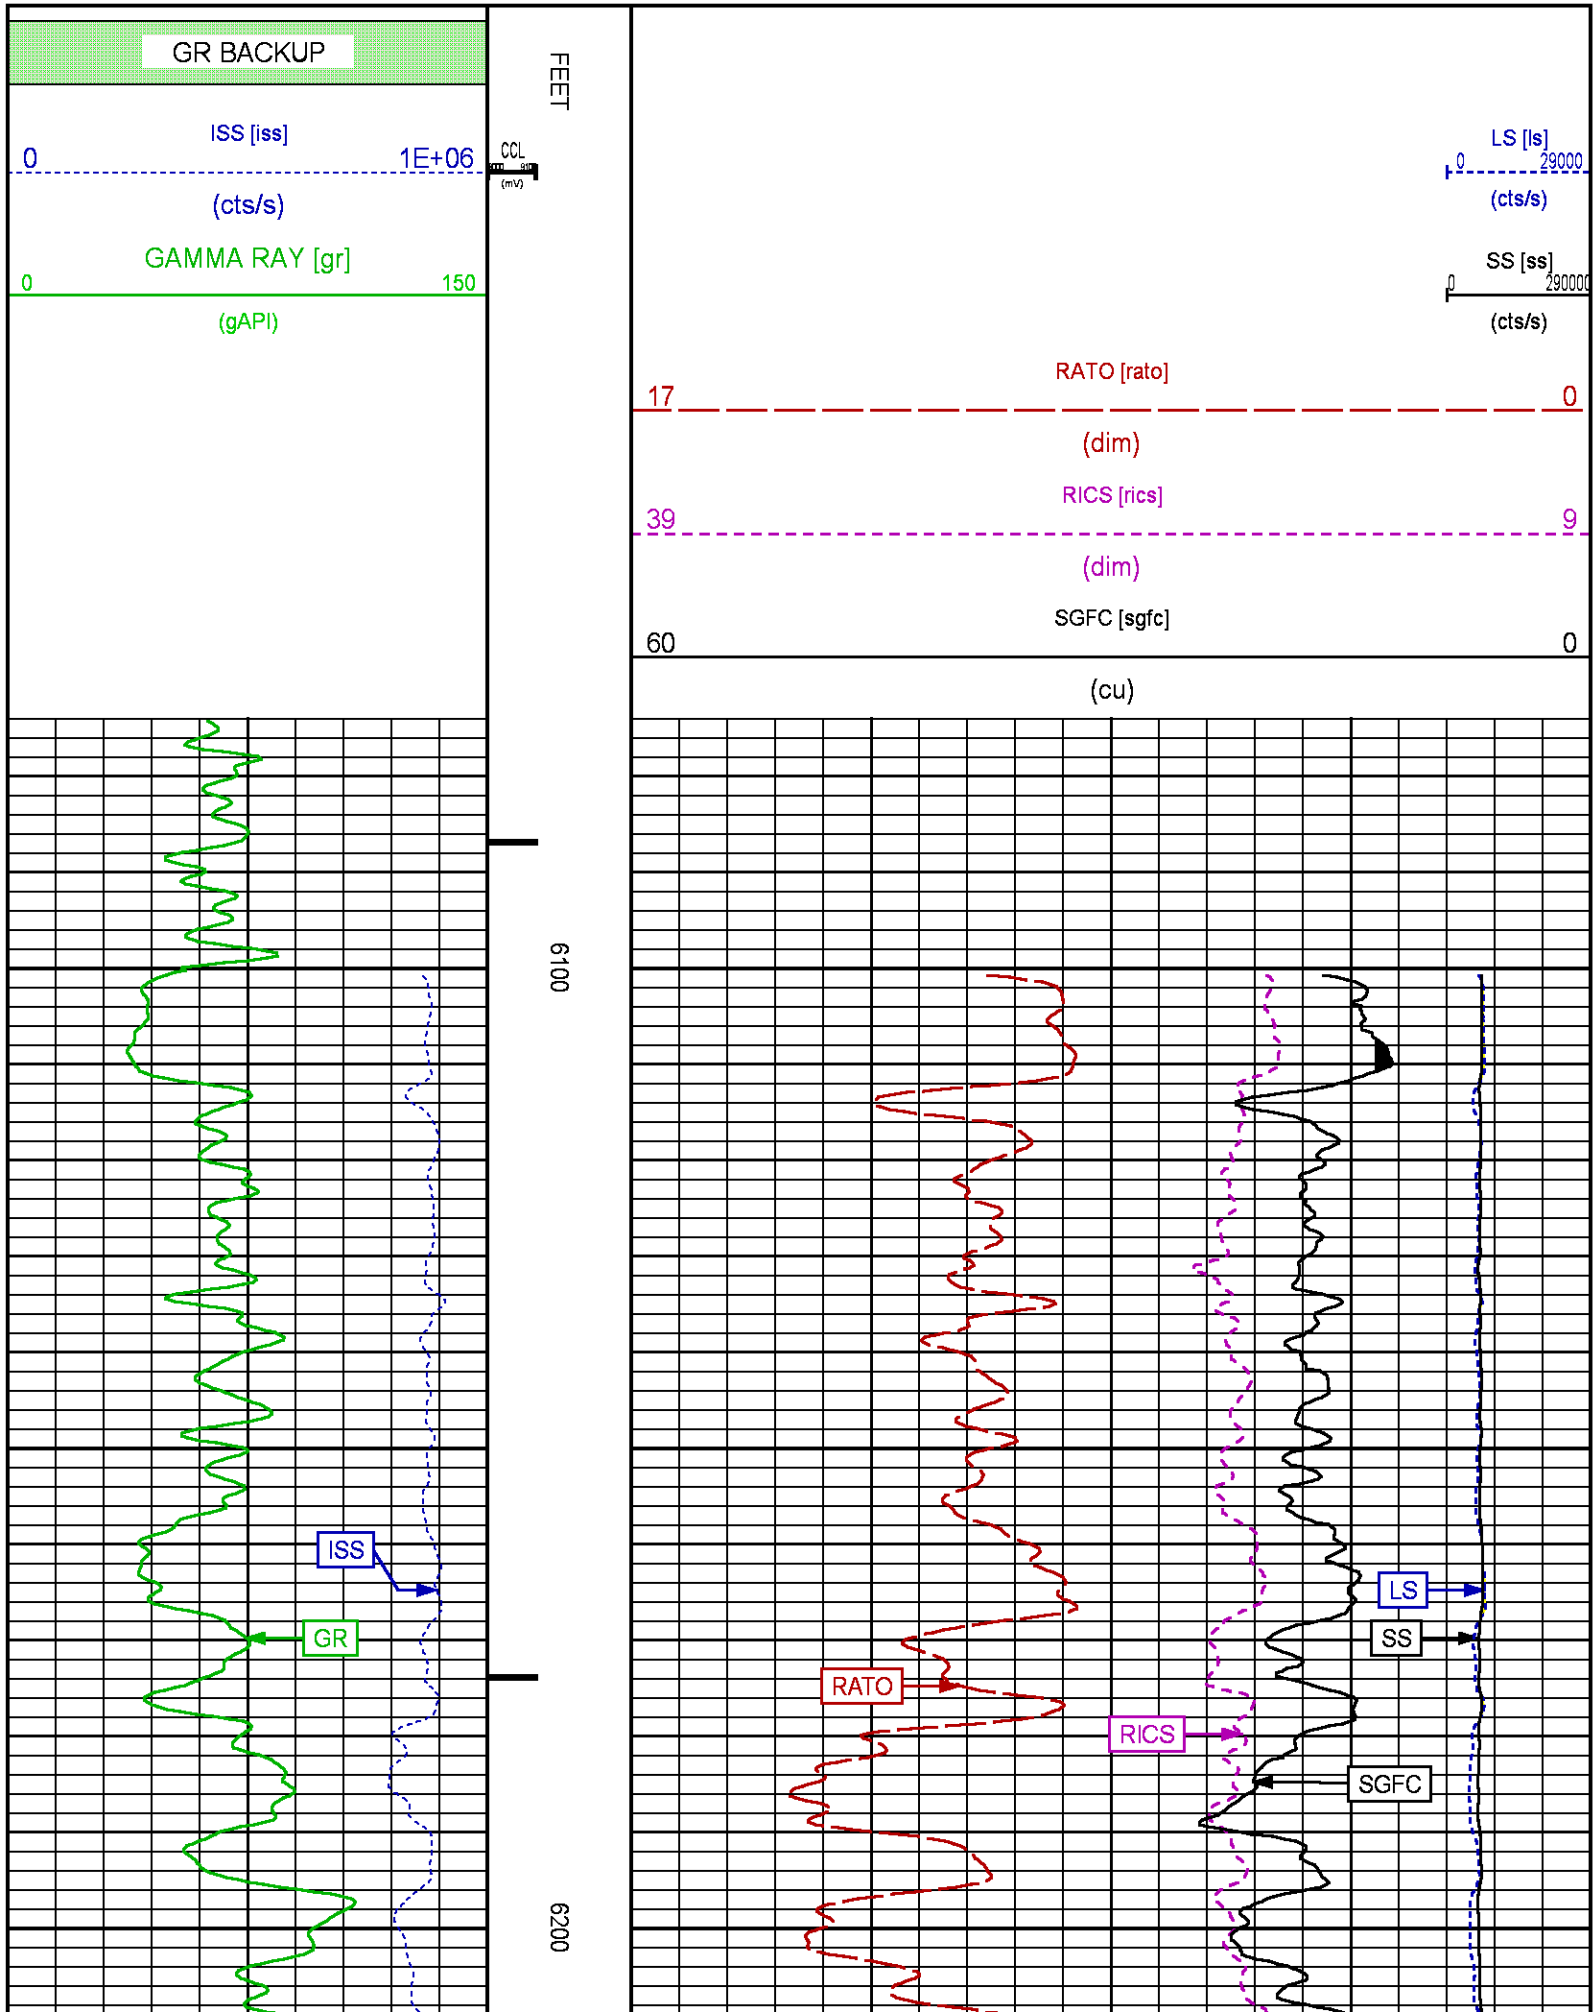 GR BACKUP
ISS [iss]
0 1E+06
(cts/s)
GAMMA RAY [gr]
0 150
(gAPI)
FEET
CCL
(mV)
LS [ls]
0 29000
(cts/s)
SS [ss]
0 290000
(cts/s)
RATO [rato]
17 0
(dim)
RICS [rics]
39 9
(dim)
SGFC [sgfc]
60 0
(cu)
6100
ISS
LS
GR
SS
RATO
RICS
SGFC
6200